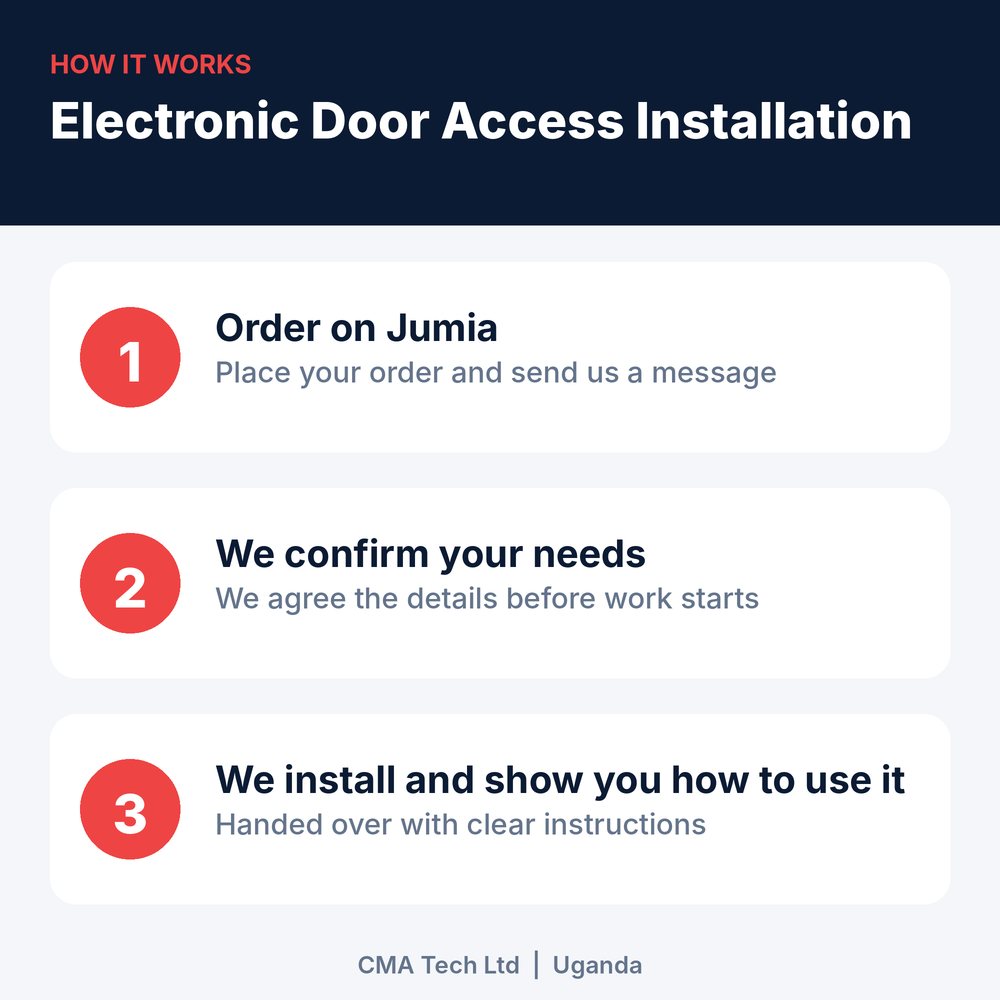 HOW IT WORKS
Electronic Door Access Installation
1
Order on Jumia
Place your order and send us a message
2
We confirm your needs
We agree the details before work starts
3
We install and show you how to use it
Handed over with clear instructions
CMA Tech Ltd | Uganda